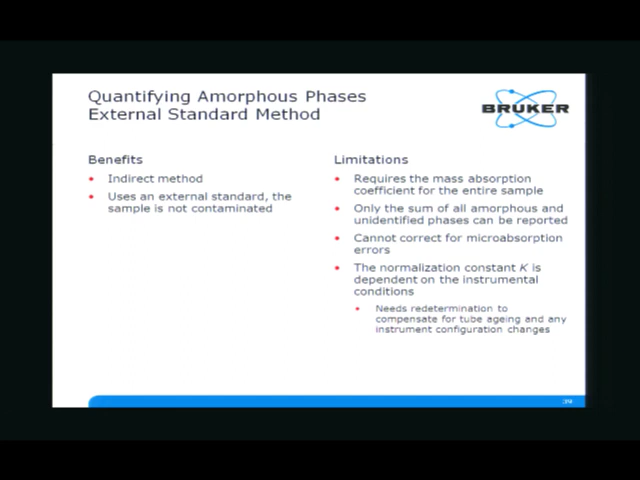 Quantifying Amorphous Phases
External Standard Method
BRUKER
Benefits
• Indirect method
• Uses an external standard, the
sample is not contaminated
Limitations
• Requires the mass absorption
coefficient for the entire sample
• Only the sum of all amorphous and
unidentified phases can be reported
• Cannot correct for microabsorption
errors
• The normalization constant K is
dependent on the instrumental
conditions
• Needs redetermination to
compensate for tube ageing and any
instrument configuration changes
39